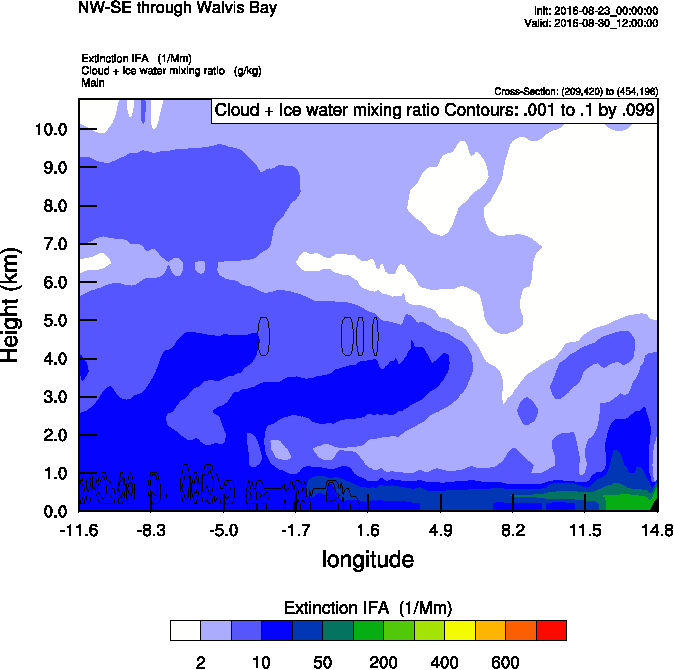 NW-SE through Walvis Bay
Init: 2016-08-23_00:00:00
Valid: 2016-08-30_12:00:00
Extinction IFA (1/Mm)
Cloud + Ice water mixing ratio (g/kg)
Main
Cross-Section: (209,420) to (454,196)
Cloud + Ice water mixing ratio Contours: .001 to .1 by .099
10.0
9.0
8.0
7.0
6.0
5.0
4.0
3.0
2.0
1.0
0.0
Height (km)
-11.6 -8.3 -5.0 -1.7 1.6 4.9 8.2 11.5 14.8
longitude
Extinction IFA (1/Mm)
2 10 50 200 400 600